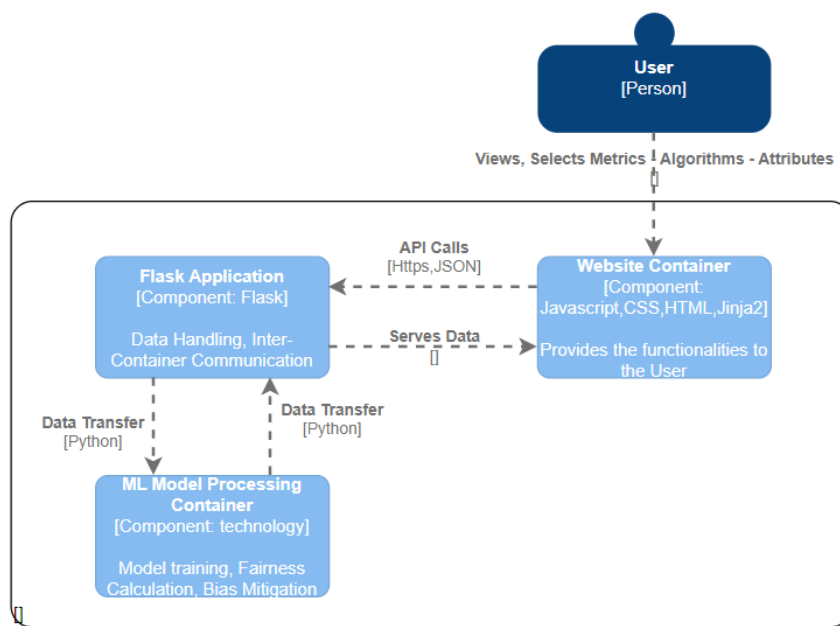 User
[Person]
Views, Selects Metrics - Algorithms - Attributes
[]
API Calls
[Https,JSON]
Flask Application
[Component: Flask]
Data Handling, Inter-
Container Communication
Website Container
[Component:
Javascript,CSS,HTML,Jinja2]
Provides the functionalities to
the User
Serves Data
[]
Data Transfer
[Python]
Data Transfer
[Python]
ML Model Processing
Container
[Component: technology]
Model training, Fairness
Calculation, Bias Mitigation
[]